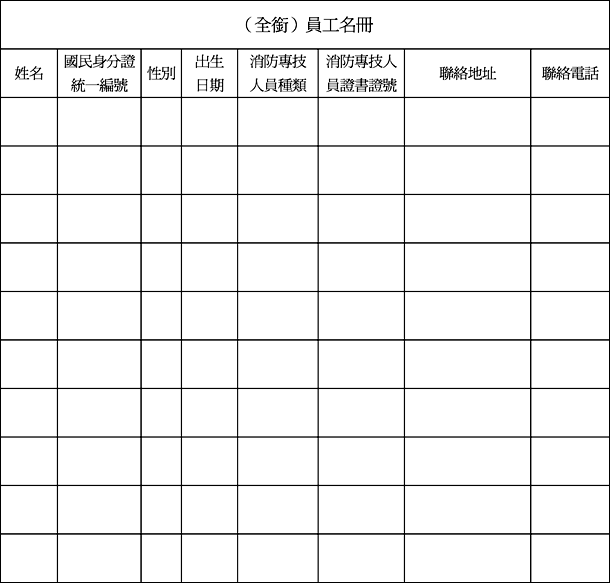 （全銜）員工名冊
姓名
國民身分證
統一編號
性別
出生
日期
消防專技
人員種類
消防專技人
員證書證號
聯絡地址
聯絡電話